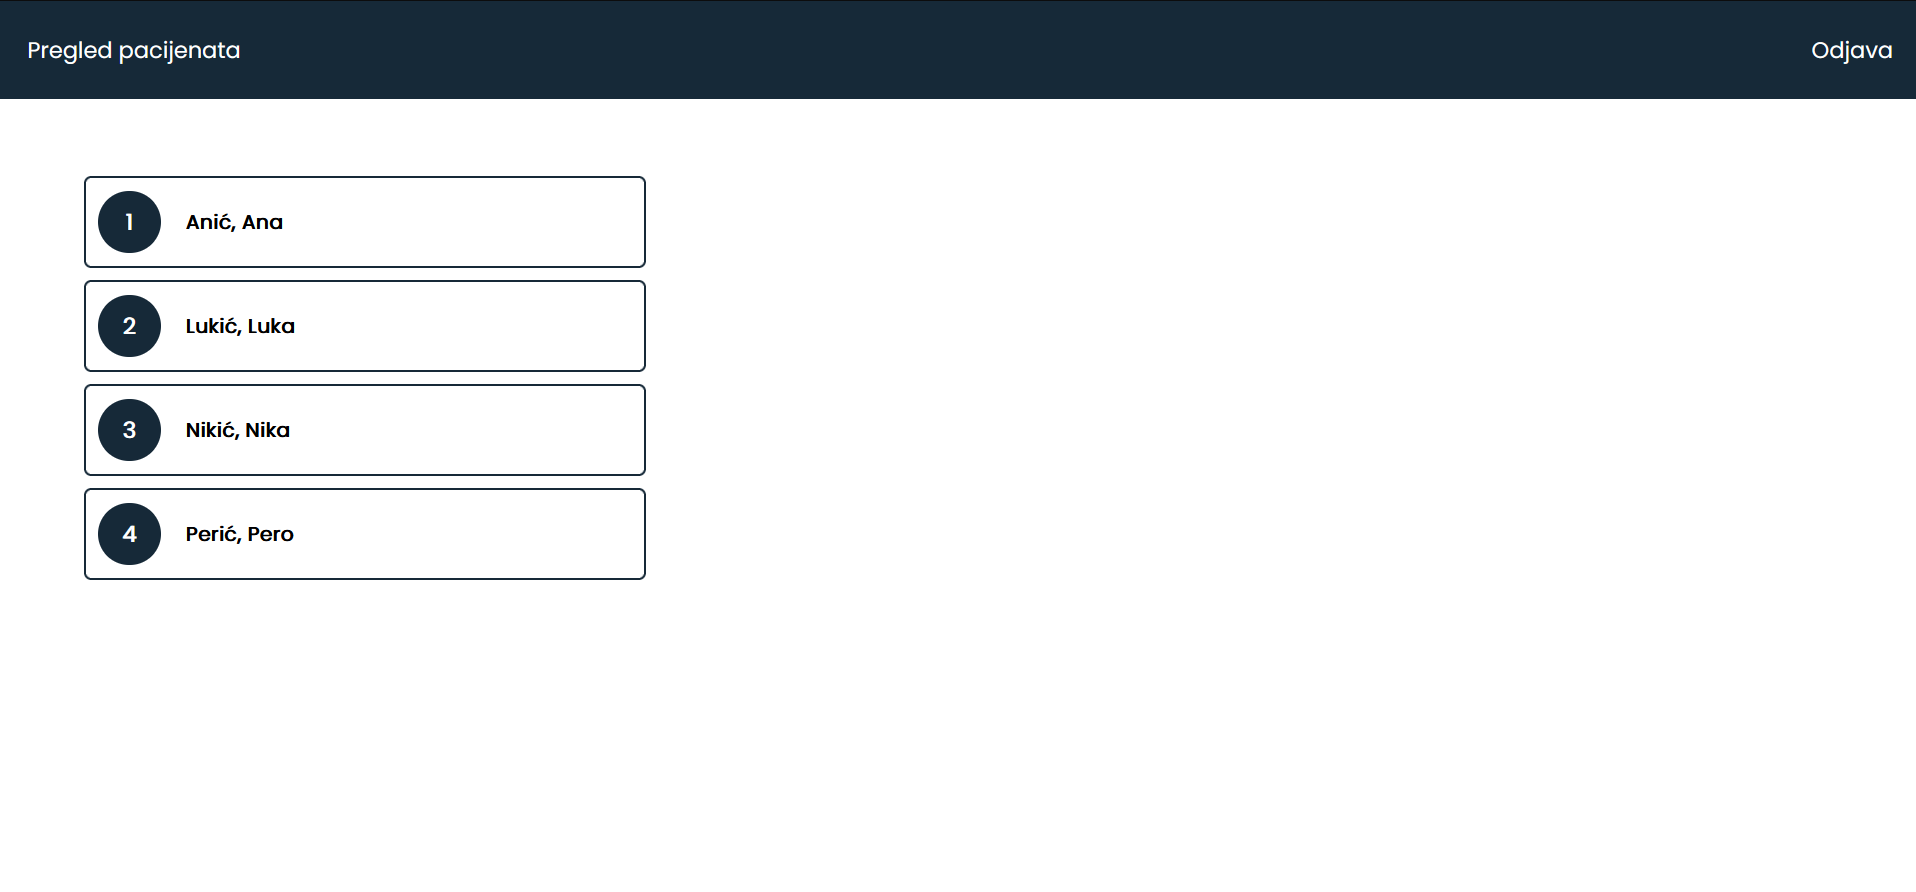 Pregled pacijenata
Odjava
1 Anić, Ana
2 Lukić, Luka
3 Nikić, Nika
4 Perić, Pero